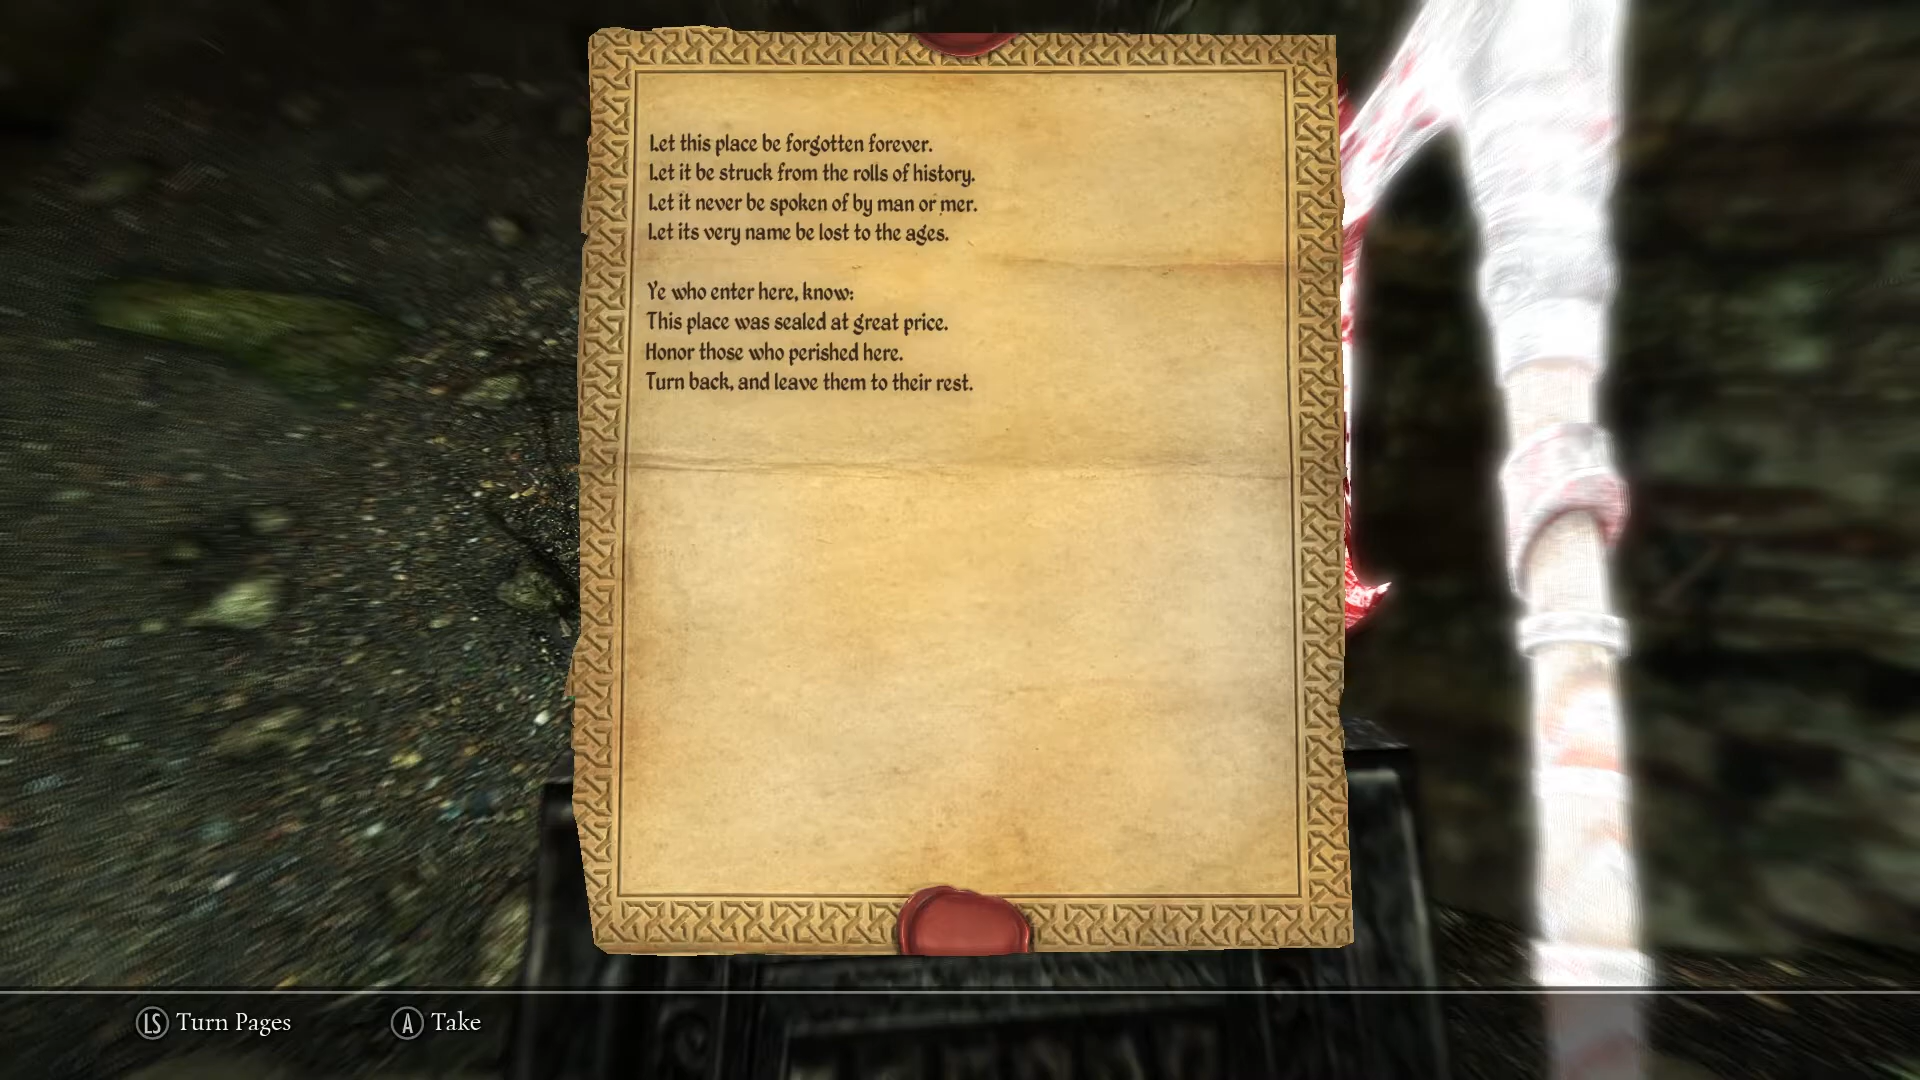 Let this place be forgotten forever.
Let it be struck from the rolls of history.
Let it never be spoken of by man or mer.
Let its very name be lost to the ages.
Ye who enter here, know:
This place was sealed at great price.
Honor those who perished here.
Turn back, and leave them to their rest.
LS Turn Pages A Take